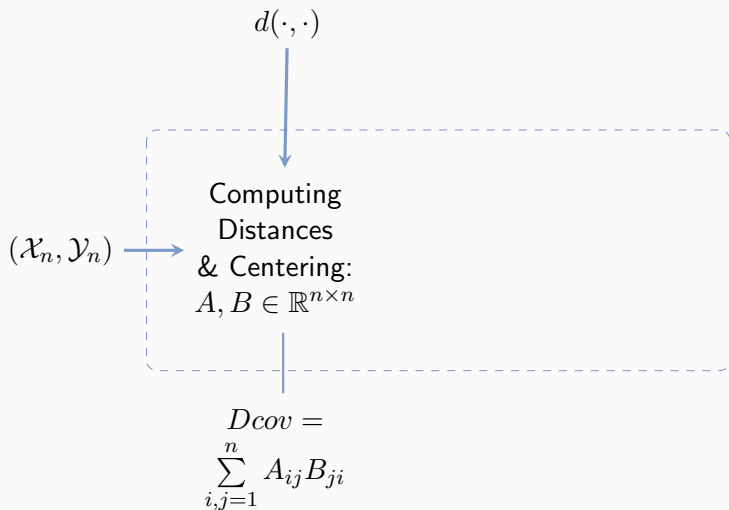 d(·, ·)
Computing
Distances
& Centering:
A, B ∈ ℝ^{n×n}
(𝒳_n, 𝒴_n)
Dcov =
∑_{i,j=1}^{n} A_{ij}B_{ji}